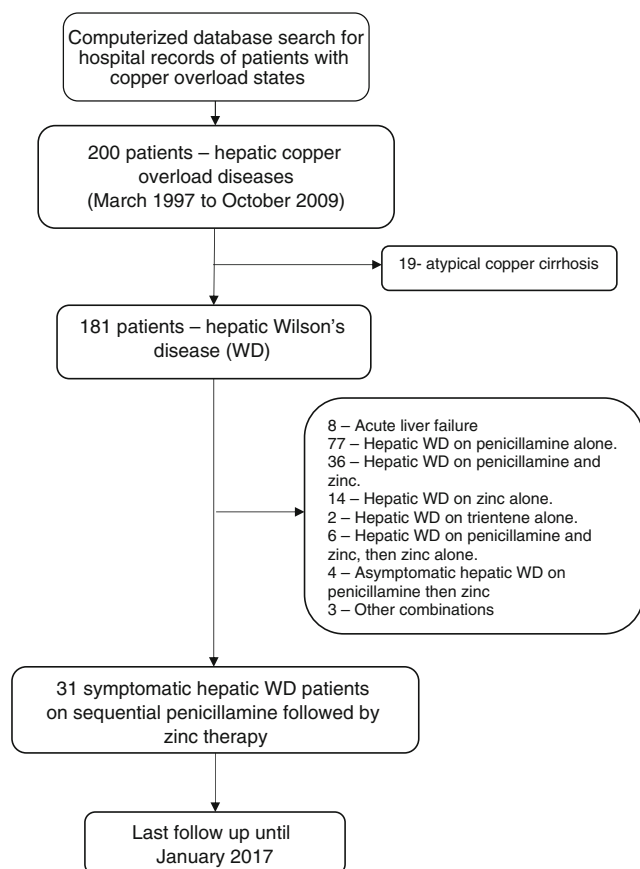 Computerized database search for
hospital records of patients with
copper overload states
200 patients – hepatic copper
overload diseases
(March 1997 to October 2009)
19- atypical copper cirrhosis
181 patients – hepatic Wilson’s
disease (WD)
8 – Acute liver failure
77 – Hepatic WD on penicillamine alone.
36 – Hepatic WD on penicillamine and
zinc.
14 – Hepatic WD on zinc alone.
2 – Hepatic WD on trientene alone.
6 – Hepatic WD on penicillamine and
zinc, then zinc alone.
4 – Asymptomatic hepatic WD on
penicillamine then zinc
3 – Other combinations
31 symptomatic hepatic WD patients
on sequential penicillamine followed by
zinc therapy
Last follow up until
January 2017